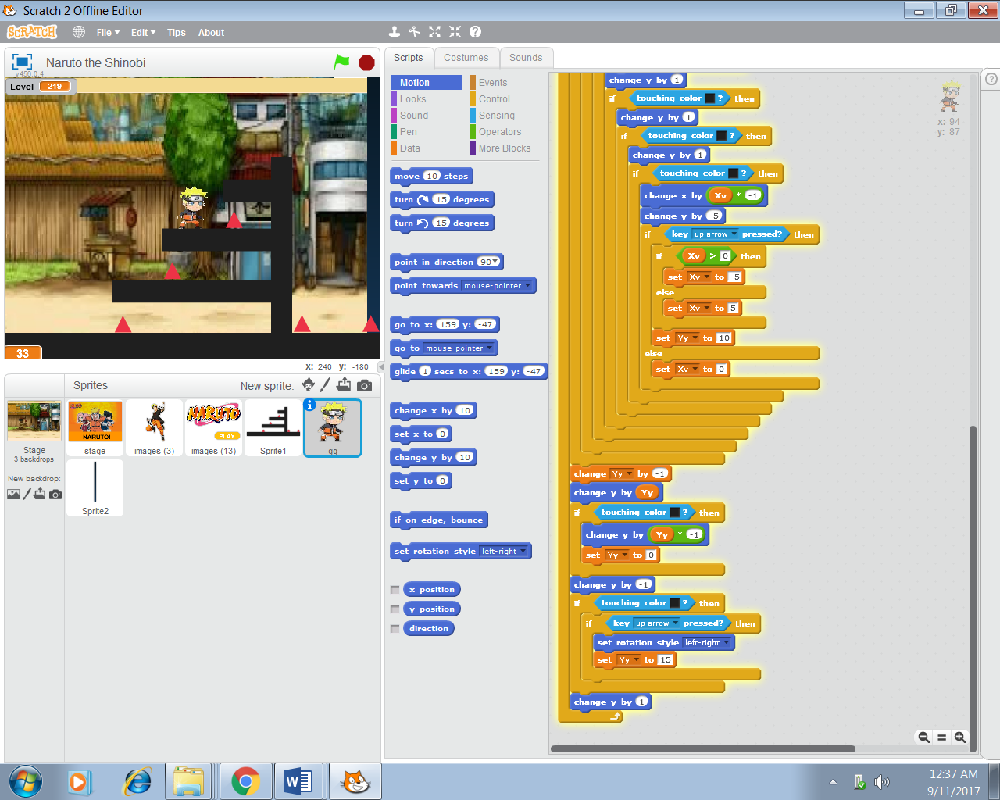 Scratch 2 Offline Editor
SCRATCH File Edit Tips About
Naruto the Shinobi
v456.0.4
Level 219
33
x: 240 y: -180
Sprites New sprite:
Stage
3 backdrops
New backdrop:
NARUTO!
stage
images (3)
NARUTO
PLAY
images (13)
Sprite1
gg
Sprite2
Scripts Costumes Sounds
Motion Events
Looks Control
Sound Sensing
Pen Operators
Data More Blocks
move 10 steps
turn 15 degrees
turn 15 degrees
point in direction 90
point towards mouse-pointer
go to x: 159 y: -47
go to mouse-pointer
glide 1 secs to x: 159 y: -47
change x by 10
set x to 0
change y by 10
set y to 0
if on edge, bounce
set rotation style left-right
x position
y position
direction
change y by 1
if touching color ? then
change y by 1
if touching color ? then
change y by 1
if touching color ? then
change x by Xv * -1
change y by -5
if key up arrow pressed? then
if Xv > 0 then
set Xv to -5
else
set Xv to 5
set Yy to 10
else
set Xv to 0
change Yy by -1
change y by Yy
if touching color ? then
change y by Yy * -1
set Yy to 0
change y by -1
if touching color ? then
if key up arrow pressed? then
set rotation style left-right
set Yy to 15
change y by 1
x: 94
y: 87
12:37 AM
9/11/2017